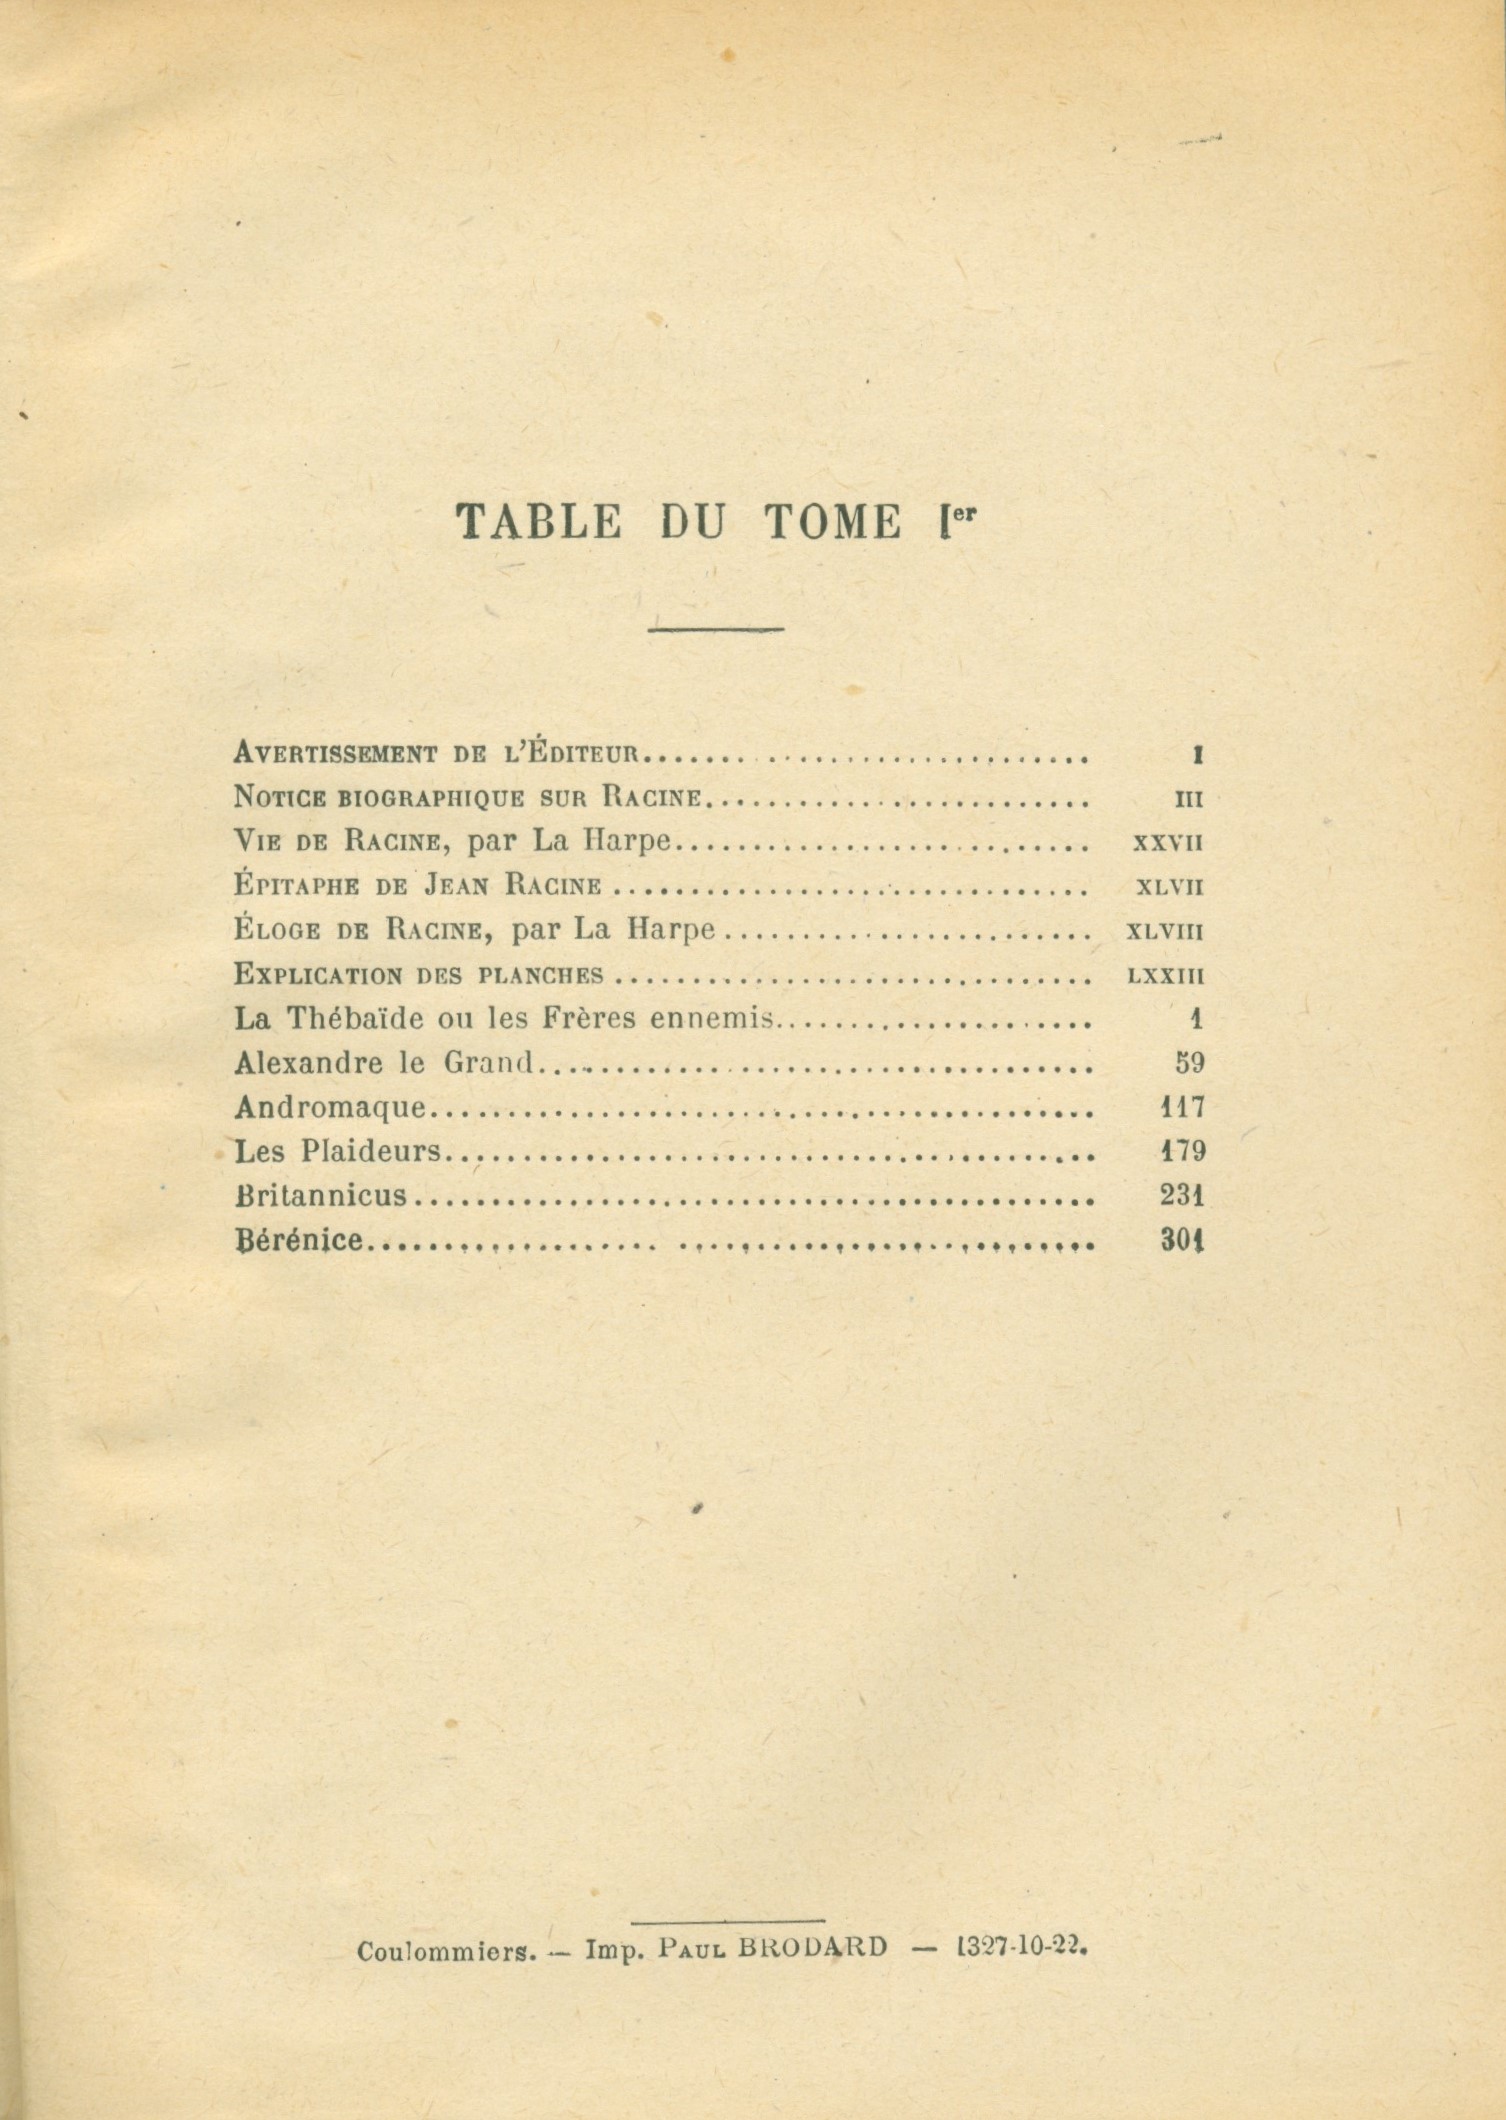 TABLE DU TOME Ier
AVERTISSEMENT DE L'ÉDITEUR....... ...................... I
NOTICE BIOGRAPHIQUE SUR RACINE......................... III
VIE DE RACINE, par La Harpe........................... XXVII
ÉPITAPHE DE JEAN RACINE ............................... XLVII
ÉLOGE DE RACINE, par La Harpe ........................ XLVIII
EXPLICATION DES PLANCHES ............................... LXXIII
La Thébaïde ou les Frères ennemis..................... 1
Alexandre le Grand.................................... 59
Andromaque........................................... 117
Les Plaideurs.......................................... 179
Britannicus............................................ 231
Bérénice................... ........................... 301
Coulommiers. — Imp. PAUL BRODARD — 1327-10-22.